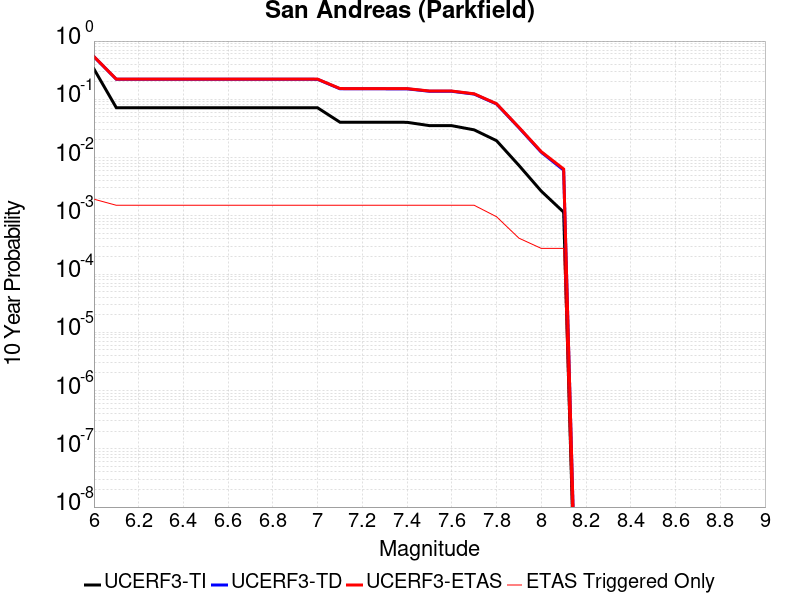 San Andreas (Parkfield)
10 0
10 -1
10 -2
10 -3
10 -4
10 -5
10 -6
10 -7
10 -8
10 Year Probability
6 6.2 6.4 6.6 6.8 7 7.2 7.4 7.6 7.8 8 8.2 8.4 8.6 8.8 9
Magnitude
UCERF3-TI UCERF3-TD UCERF3-ETAS ETAS Triggered Only